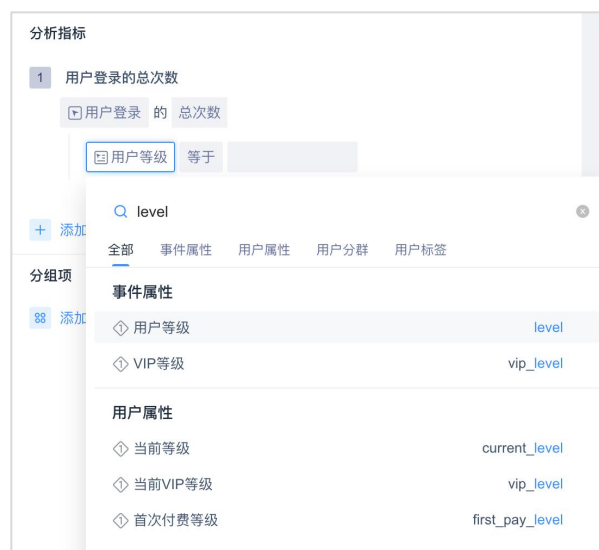 分析指标
1 用户登录的总次数
用户登录 的 总次数
用户等级 等于
level
添加
全部 事件属性 用户属性 用户分群 用户标签
分组项
事件属性
添加
用户等级 level
VIP等级 vip_level
用户属性
当前等级 current_level
当前VIP等级 vip_level
首次付费等级 first_pay_level